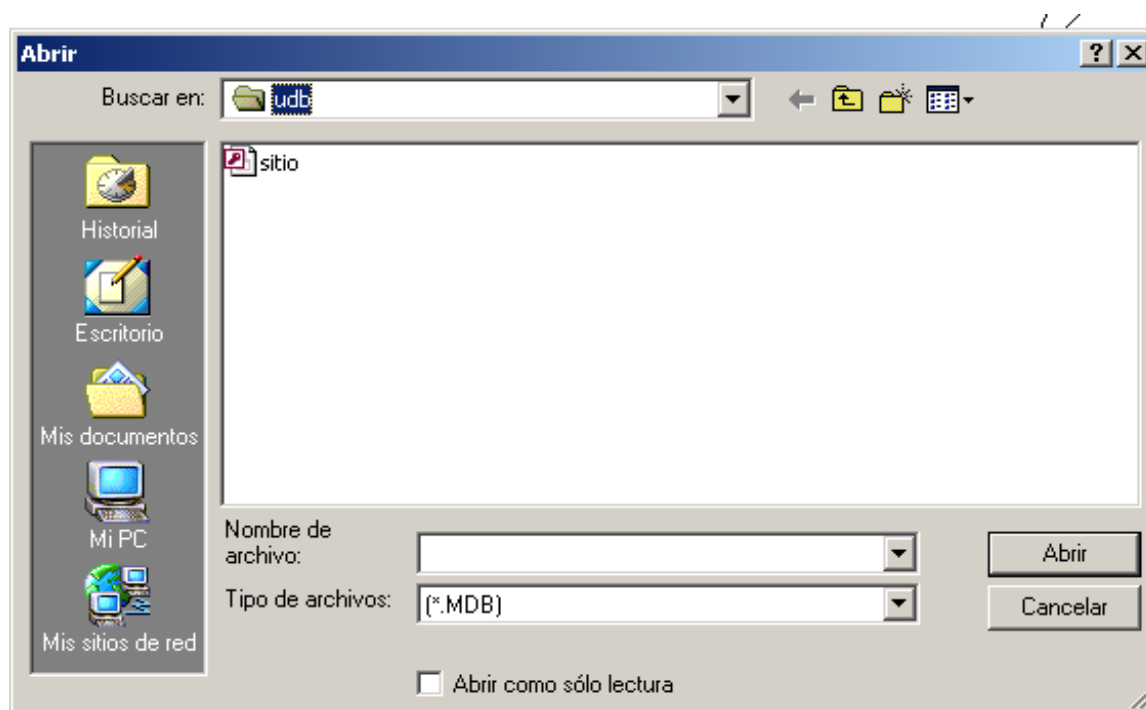 Abrir
Buscar en: udb
sitio
Historial
Escritorio
Mis documentos
Mi PC
Mis sitios de red
Nombre de
archivo:
Abrir
Tipo de archivos: (*.MDB)
Cancelar
Abrir como sólo lectura